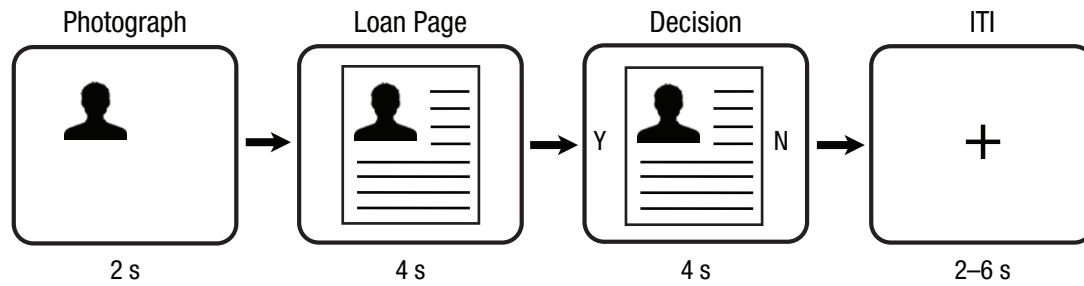 Photograph
Loan Page
Decision
ITI
Y
N
2 s
4 s
4 s
2–6 s